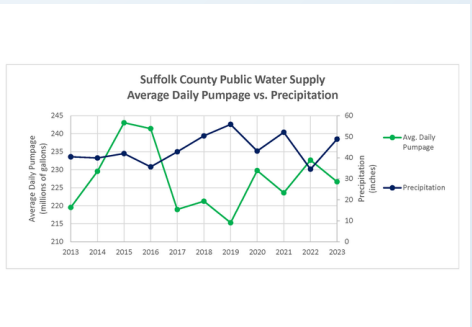 Suffolk County Public Water Supply
Average Daily Pumpage vs. Precipitation
Average Daily Pumpage
(millions of gallons)
245
240
235
230
225
220
215
210
60
50
40
30
20
10
0
Precipitation
(inches)
2013 2014 2015 2016 2017 2018 2019 2020 2021 2022 2023
Avg. Daily
Pumpage
Precipitation